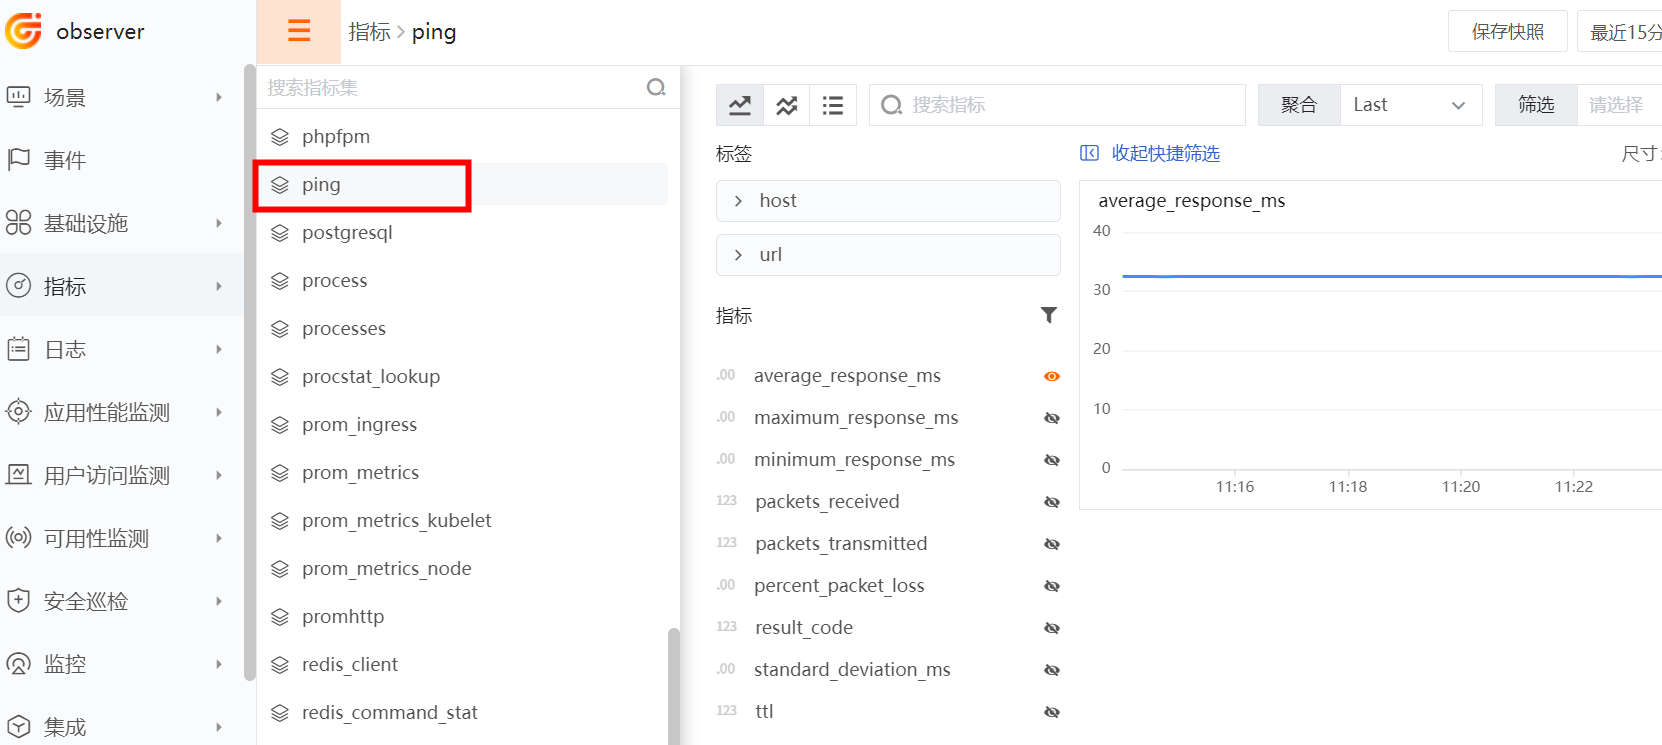 observer
场景
事件
基础设施
指标
日志
应用性能监测
用户访问监测
可用性监测
安全巡检
监控
集成
指标 > ping
保存快照
最近15分
搜索指标集
phpfpm
ping
postgresql
process
processes
procstat_lookup
prom_ingress
prom_metrics
prom_metrics_kubelet
prom_metrics_node
promhttp
redis_client
redis_command_stat
搜索指标
聚合 Last
筛选 请选择
标签
host
url
指标
.00 average_response_ms
.00 maximum_response_ms
.00 minimum_response_ms
123 packets_received
123 packets_transmitted
.00 percent_packet_loss
123 result_code
.00 standard_deviation_ms
123 ttl
收起快捷筛选
尺寸:
average_response_ms
40
30
20
10
0
11:16 11:18 11:20 11:22